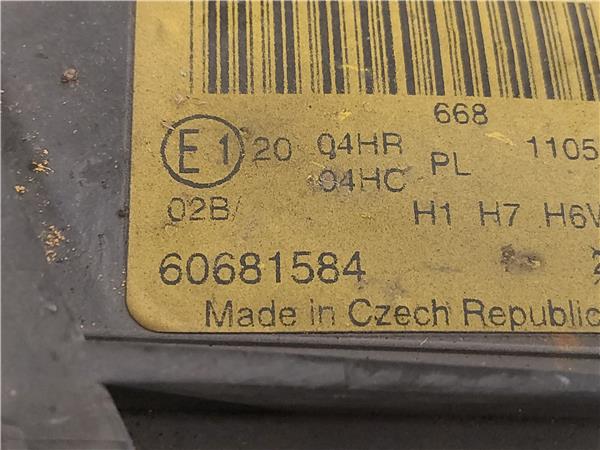 668
E1 20 04HR PL 1105
04HC
02B/ H1 H7 H6W
60681584
Made in Czech Republic